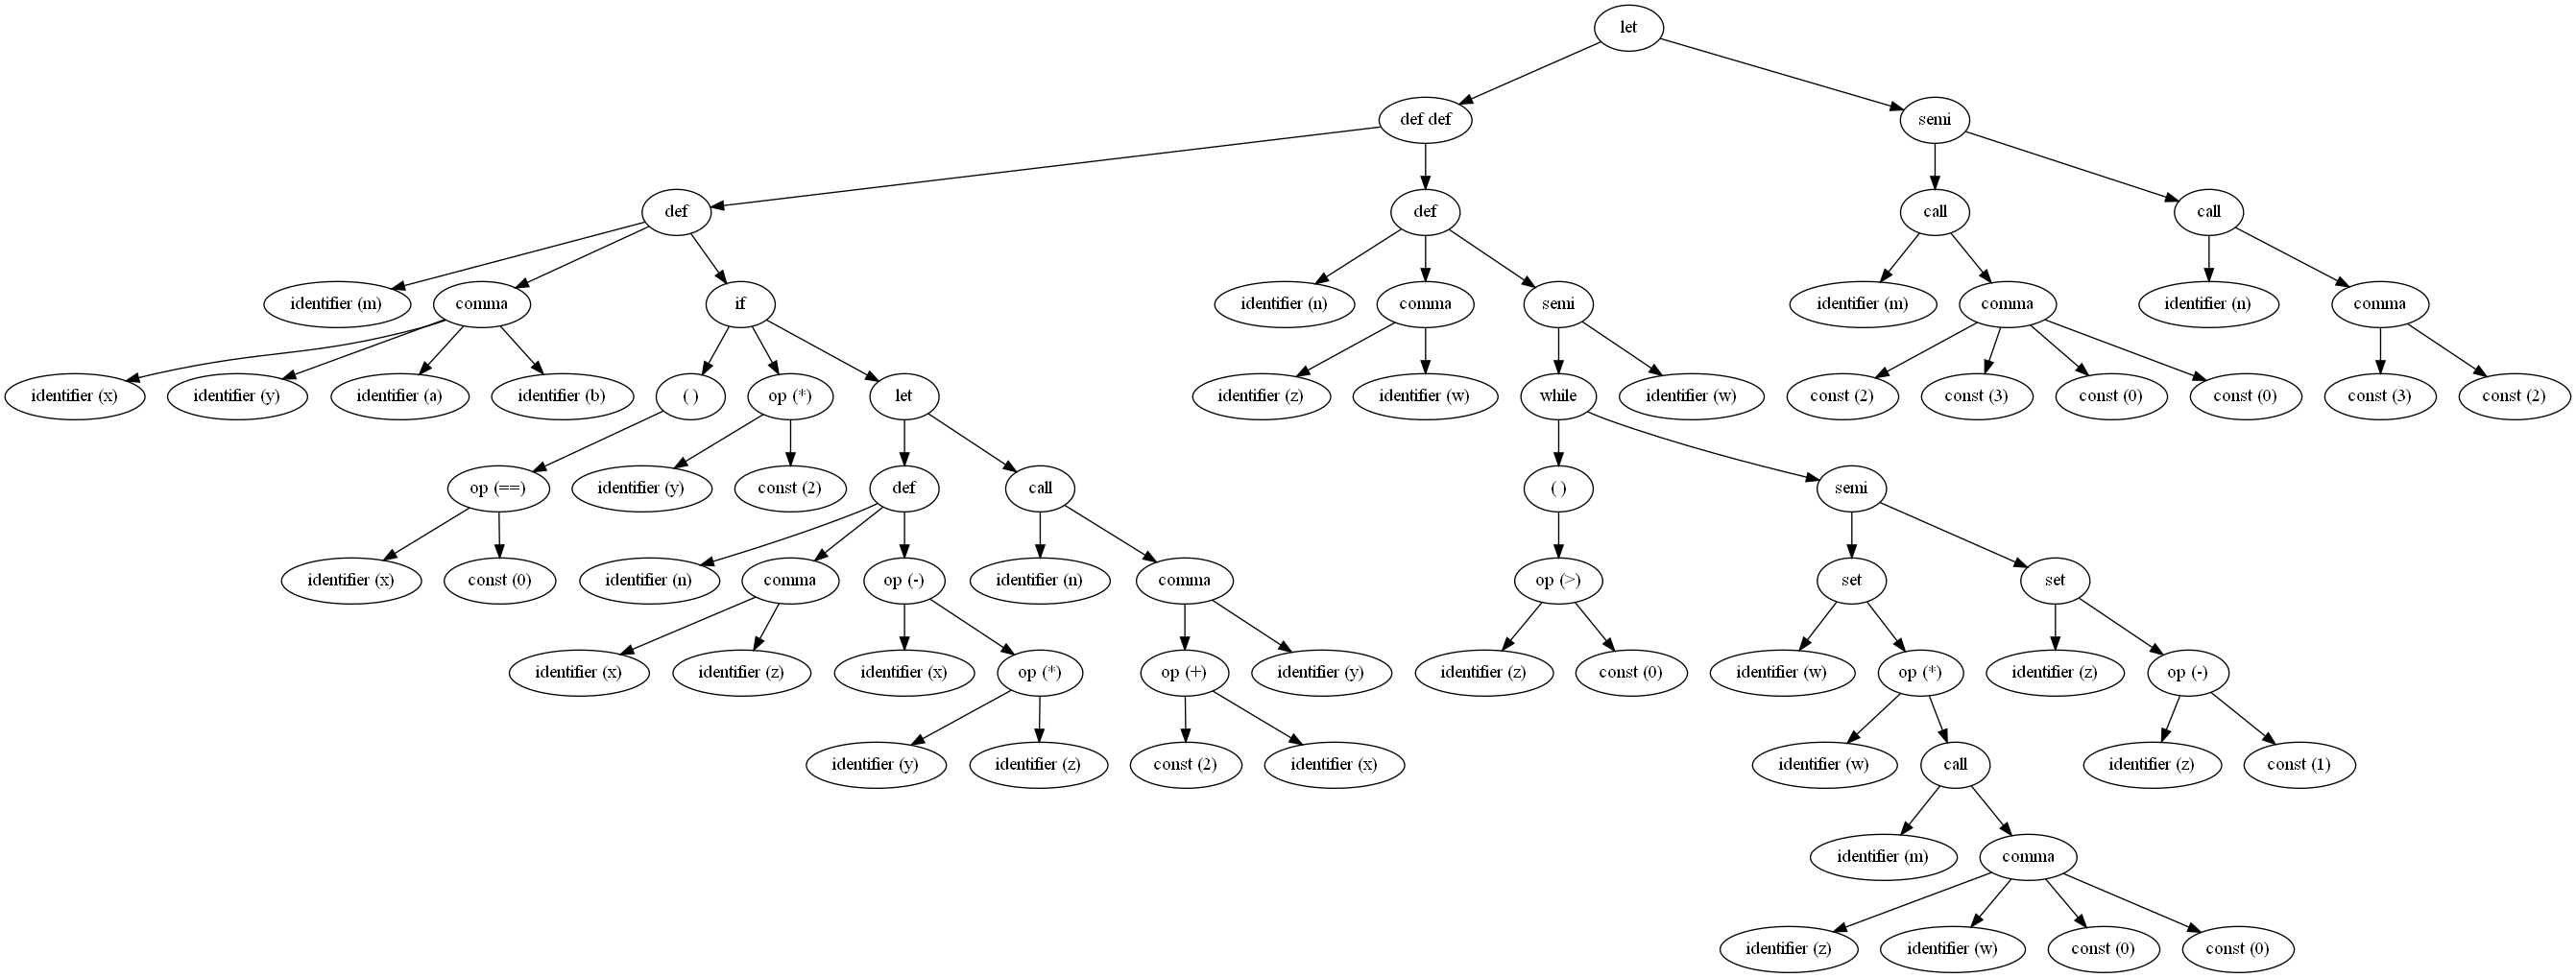 let
def def
semi
def
def
call
call
identifier (m)
comma
if
identifier (n)
comma
semi
identifier (m)
comma
identifier (n)
comma
identifier (x)
identifier (y)
identifier (a)
identifier (b)
( )
op (*)
let
identifier (z)
identifier (w)
while
identifier (w)
const (2)
const (3)
const (0)
const (0)
const (3)
const (2)
op (==)
identifier (y)
const (2)
def
call
( )
semi
identifier (x)
const (0)
identifier (n)
comma
op (-)
identifier (n)
comma
op (>)
set
set
identifier (x)
identifier (z)
identifier (x)
op (*)
op (+)
identifier (y)
identifier (z)
const (0)
identifier (w)
op (*)
identifier (z)
op (-)
identifier (y)
identifier (z)
const (2)
identifier (x)
identifier (w)
call
identifier (z)
const (1)
identifier (m)
comma
identifier (z)
identifier (w)
const (0)
const (0)